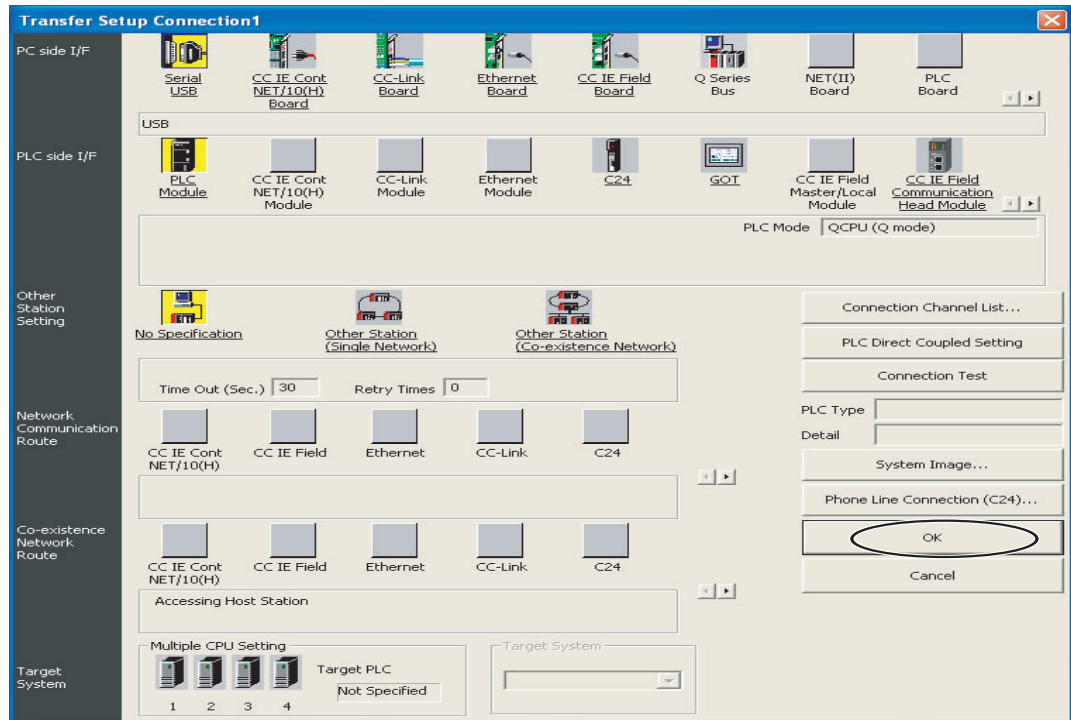 Transfer Setup Connection1
PC side I/F
Serial
USB
CC IE Cont
NET/10(H)
Board
CC-Link
Board
Ethernet
Board
CC IE Field
Board
Q Series
Bus
NET(II)
Board
PLC
Board
USB
PLC side I/F
PLC
Module
CC IE Cont
NET/10(H)
Module
CC-Link
Module
Ethernet
Module
C24
GOT
CC IE Field
Master/Local
Module
CC IE Field
Communication
Head Module
PLC Mode QCPU (Q mode)
Other
Station
Setting
No Specification
Other Station
(Single Network)
Other Station
(Co-existence Network)
Time Out (Sec.) 30 Retry Times 0
Connection Channel List...
PLC Direct Coupled Setting
Connection Test
PLC Type
Detail
System Image...
Phone Line Connection (C24)...
OK
Cancel
Network
Communication
Route
CC IE Cont
NET/10(H)
CC IE Field
Ethernet
CC-Link
C24
Co-existence
Network
Route
CC IE Cont
NET/10(H)
CC IE Field
Ethernet
CC-Link
C24
Accessing Host Station
Target
System
Multiple CPU Setting
1 2 3 4
Target PLC
Not Specified
Target System